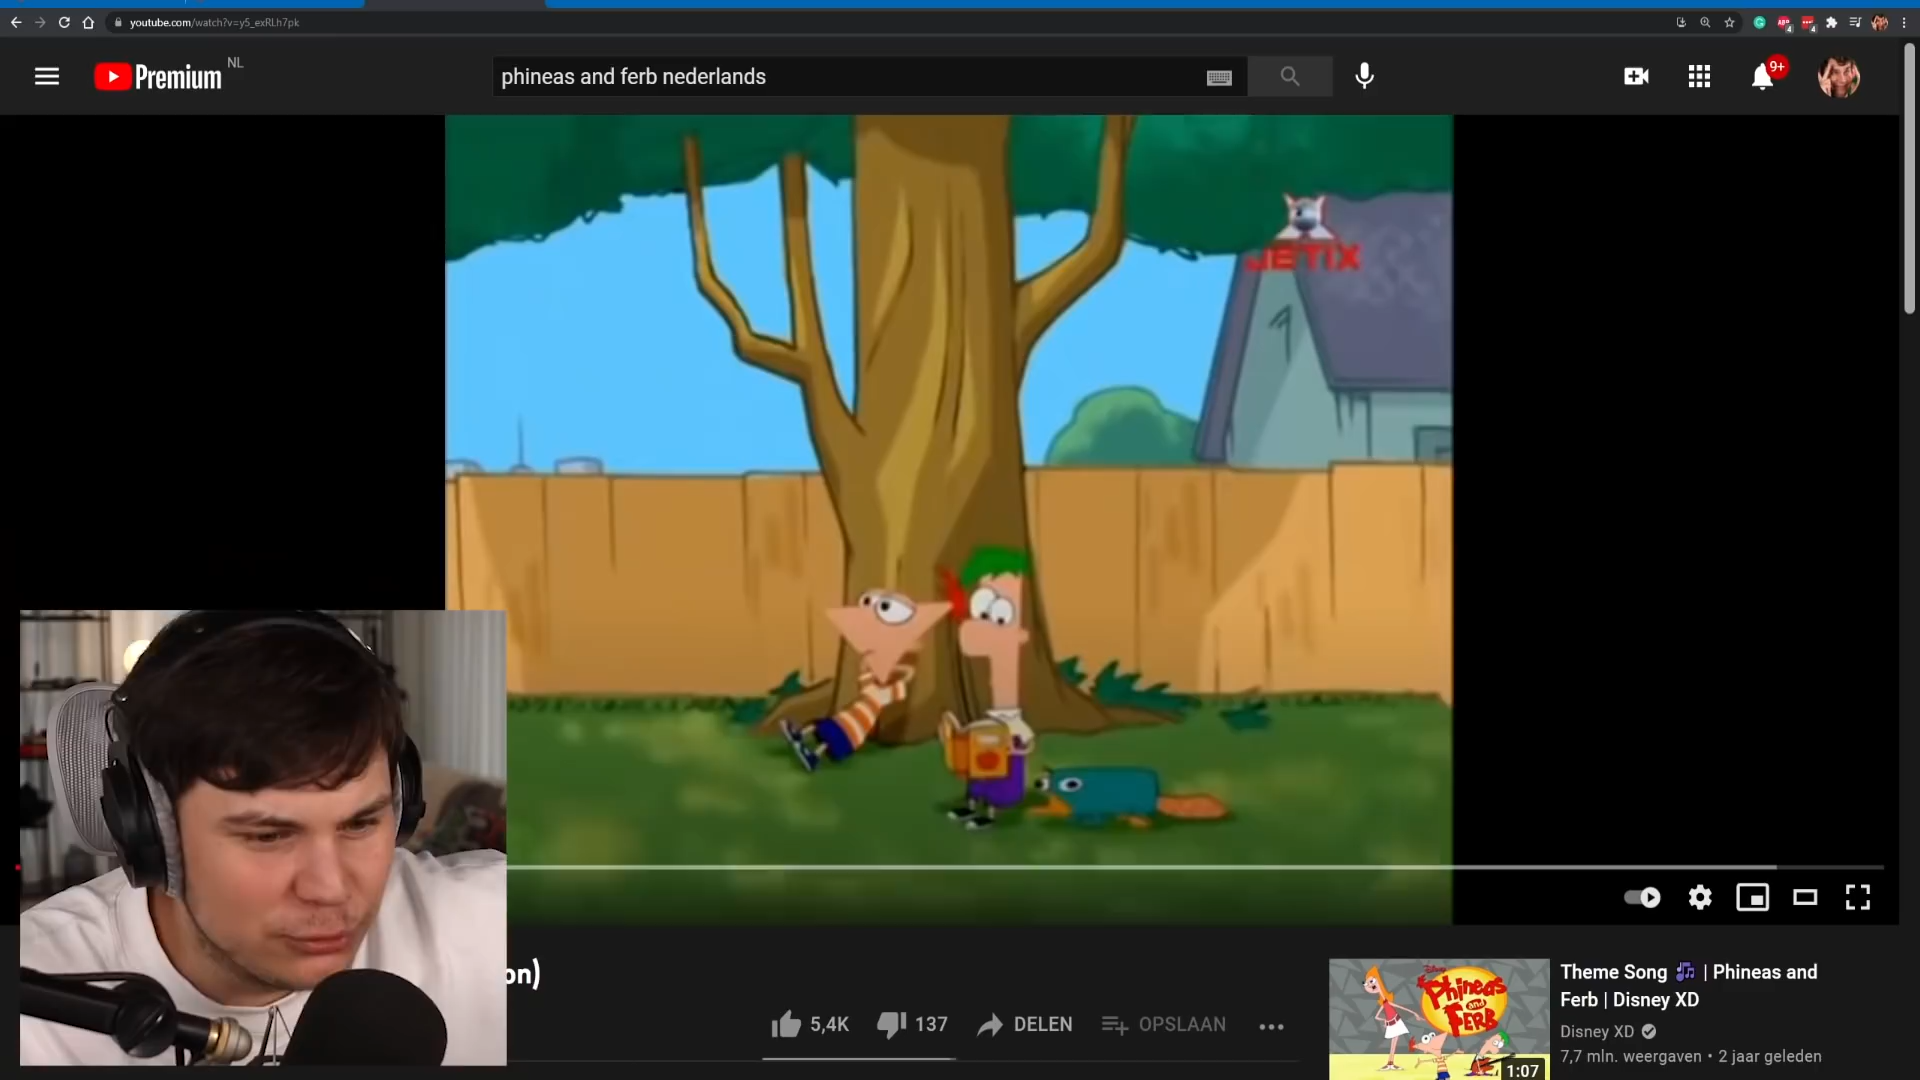 youtube.com/watch?v=y5_exRLh7pk
Premium NL
phineas and ferb nederlands
9+
JETIX
on)
5,4K
137
DELEN
OPSLAAN
Phineas and Ferb
1:07
Theme Song 🎵 | Phineas and
Ferb | Disney XD
Disney XD
7,7 mln. weergaven • 2 jaar geleden